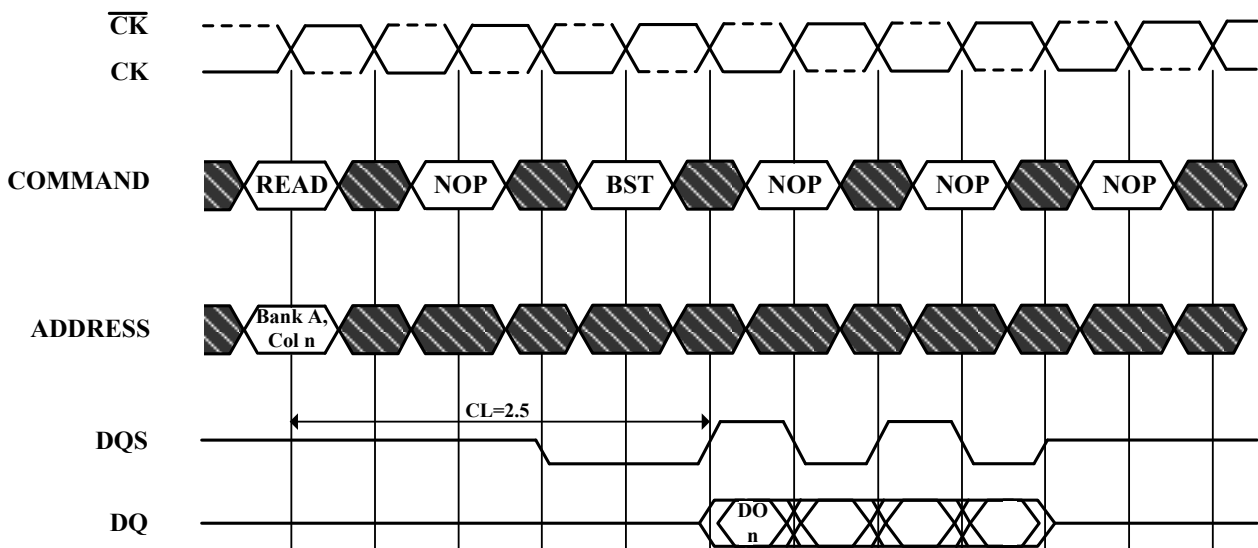 CK
CK
COMMAND
READ NOP BST NOP NOP NOP
ADDRESS
Bank A,
Col n
CL=2.5
DQS
DQ
DO
n